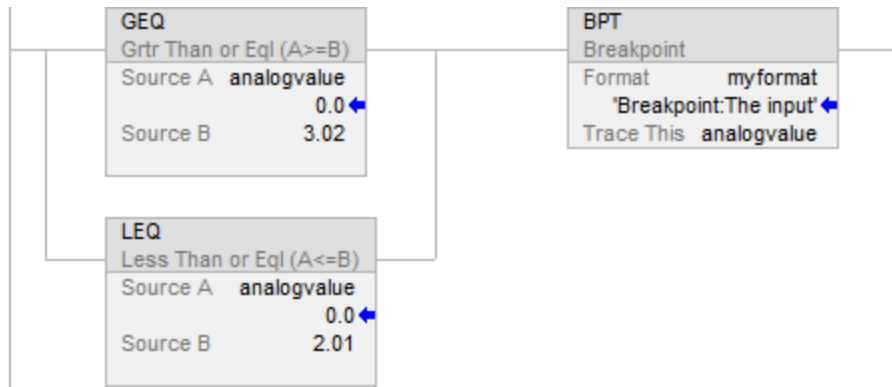 GEQ
Grtr Than or Eql (A>=B)
Source A analogvalue
0.0
Source B 3.02
BPT
Breakpoint
Format myformat
'Breakpoint:The input'
Trace This analogvalue
LEQ
Less Than or Eql (A<=B)
Source A analogvalue
0.0
Source B 2.01